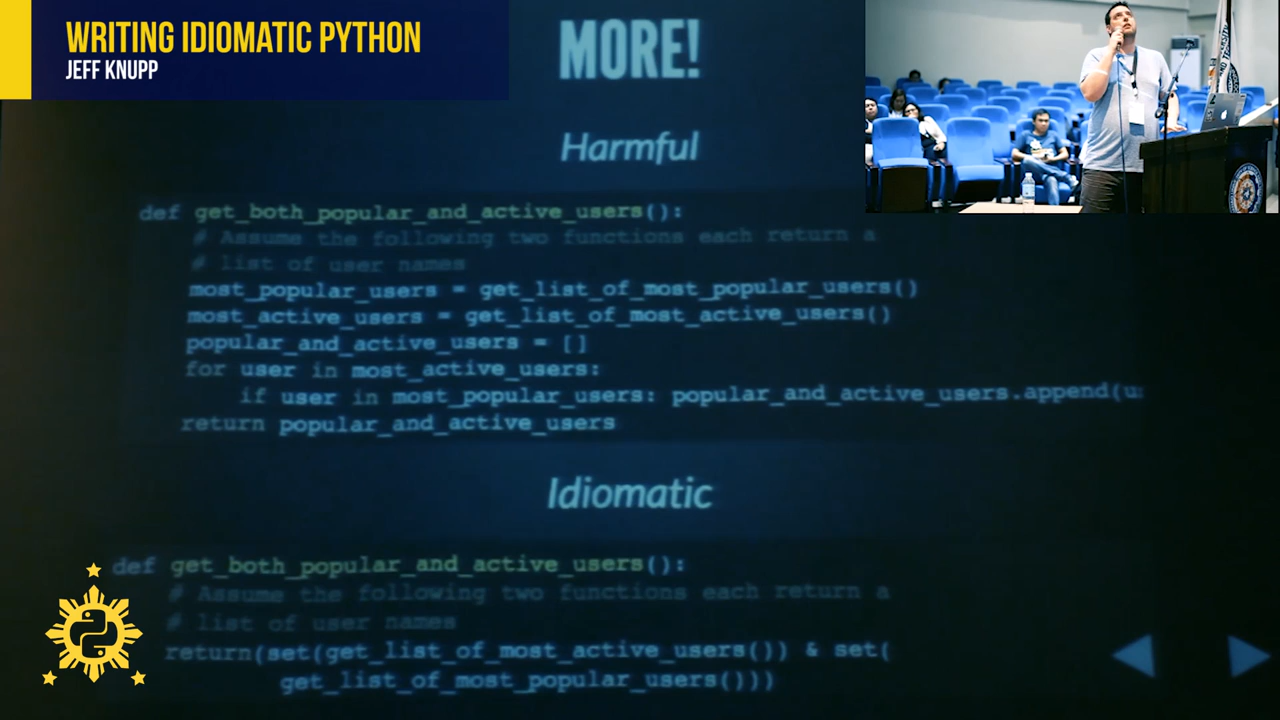 WRITING IDIOMATIC PYTHON
JEFF KNUPP
MORE!
Harmful
def get_both_popular_and_active_users():
# Assume the following two functions each return a
# list of user names
most_popular_users = get_list_of_most_popular_users()
most_active_users = get_list_of_most_active_users()
popular_and_active_users = []
for user in most_active_users:
if user in most_popular_users: popular_and_active_users.append(u
return popular_and_active_users
Idiomatic
def get_both_popular_and_active_users():
# Assume the following two functions each return a
# list of user names
return(set(get_list_of_most_active_users()) & set(
get_list_of_most_popular_users()))